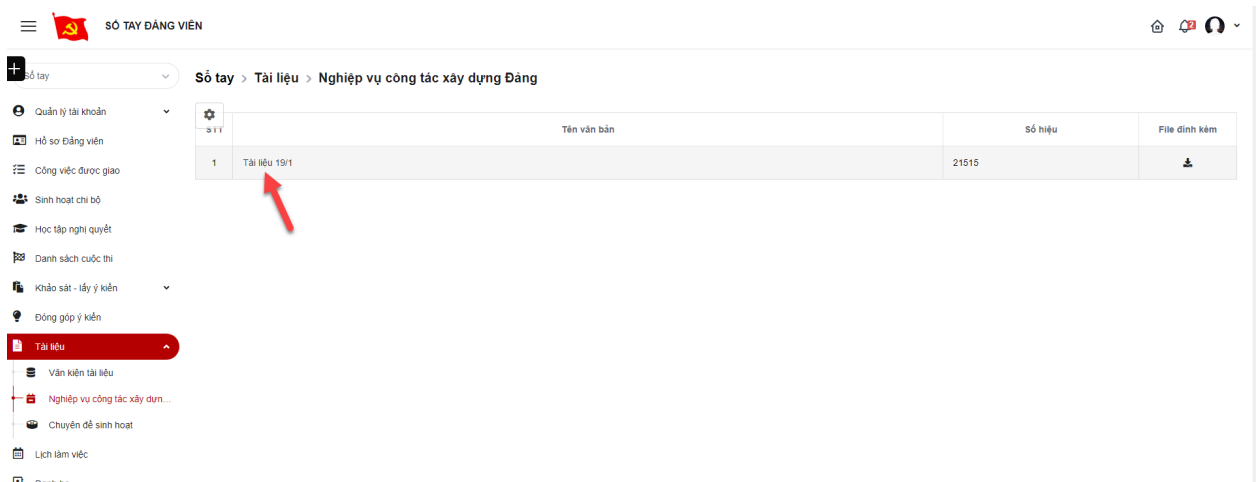 SỔ TAY ĐẢNG VIÊN
2
Sổ tay
Sổ tay > Tài liệu > Nghiệp vụ công tác xây dựng Đảng
Quản lý tài khoản
Hồ sơ Đảng viên
Công việc được giao
Sinh hoạt chi bộ
Học tập nghị quyết
Danh sách cuộc thi
Khảo sát - lấy ý kiến
Đóng góp ý kiến
Tài liệu
Văn kiện tài liệu
Nghiệp vụ công tác xây dựn...
Chuyên đề sinh hoạt
Lịch làm việc
STT Tên văn bản Số hiệu File đính kèm
1 Tài liệu 19/1 21515